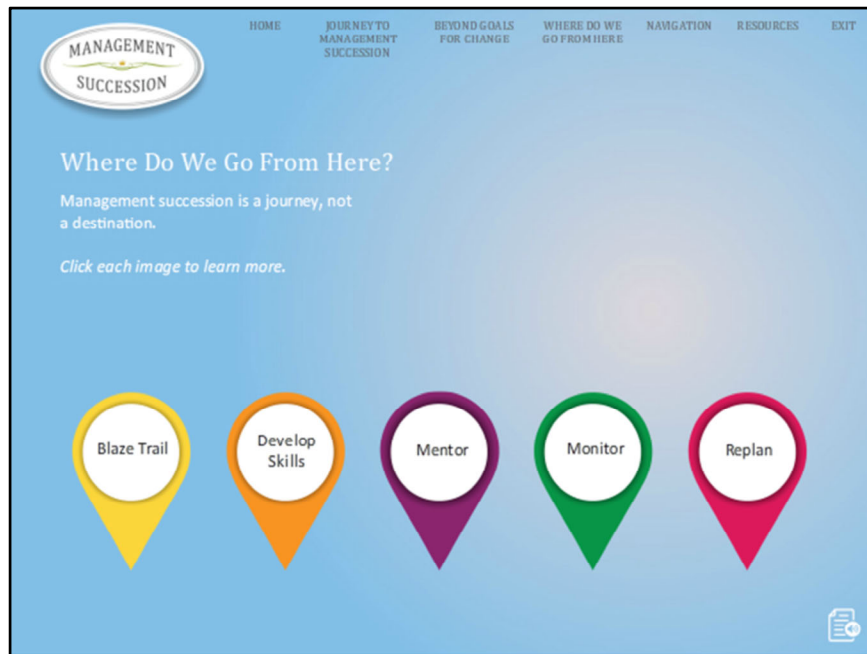 MANAGEMENT
SUCCESSION
HOME
JOURNEY TO
MANAGEMENT
SUCCESSION
BEYOND GOALS
FOR CHANGE
WHERE DO WE
GO FROM HERE
NAVIGATION
RESOURCES
EXIT
Where Do We Go From Here?
Management succession is a journey, not
a destination.
Click each image to learn more.
Blaze Trail
Develop
Skills
Mentor
Monitor
Replan